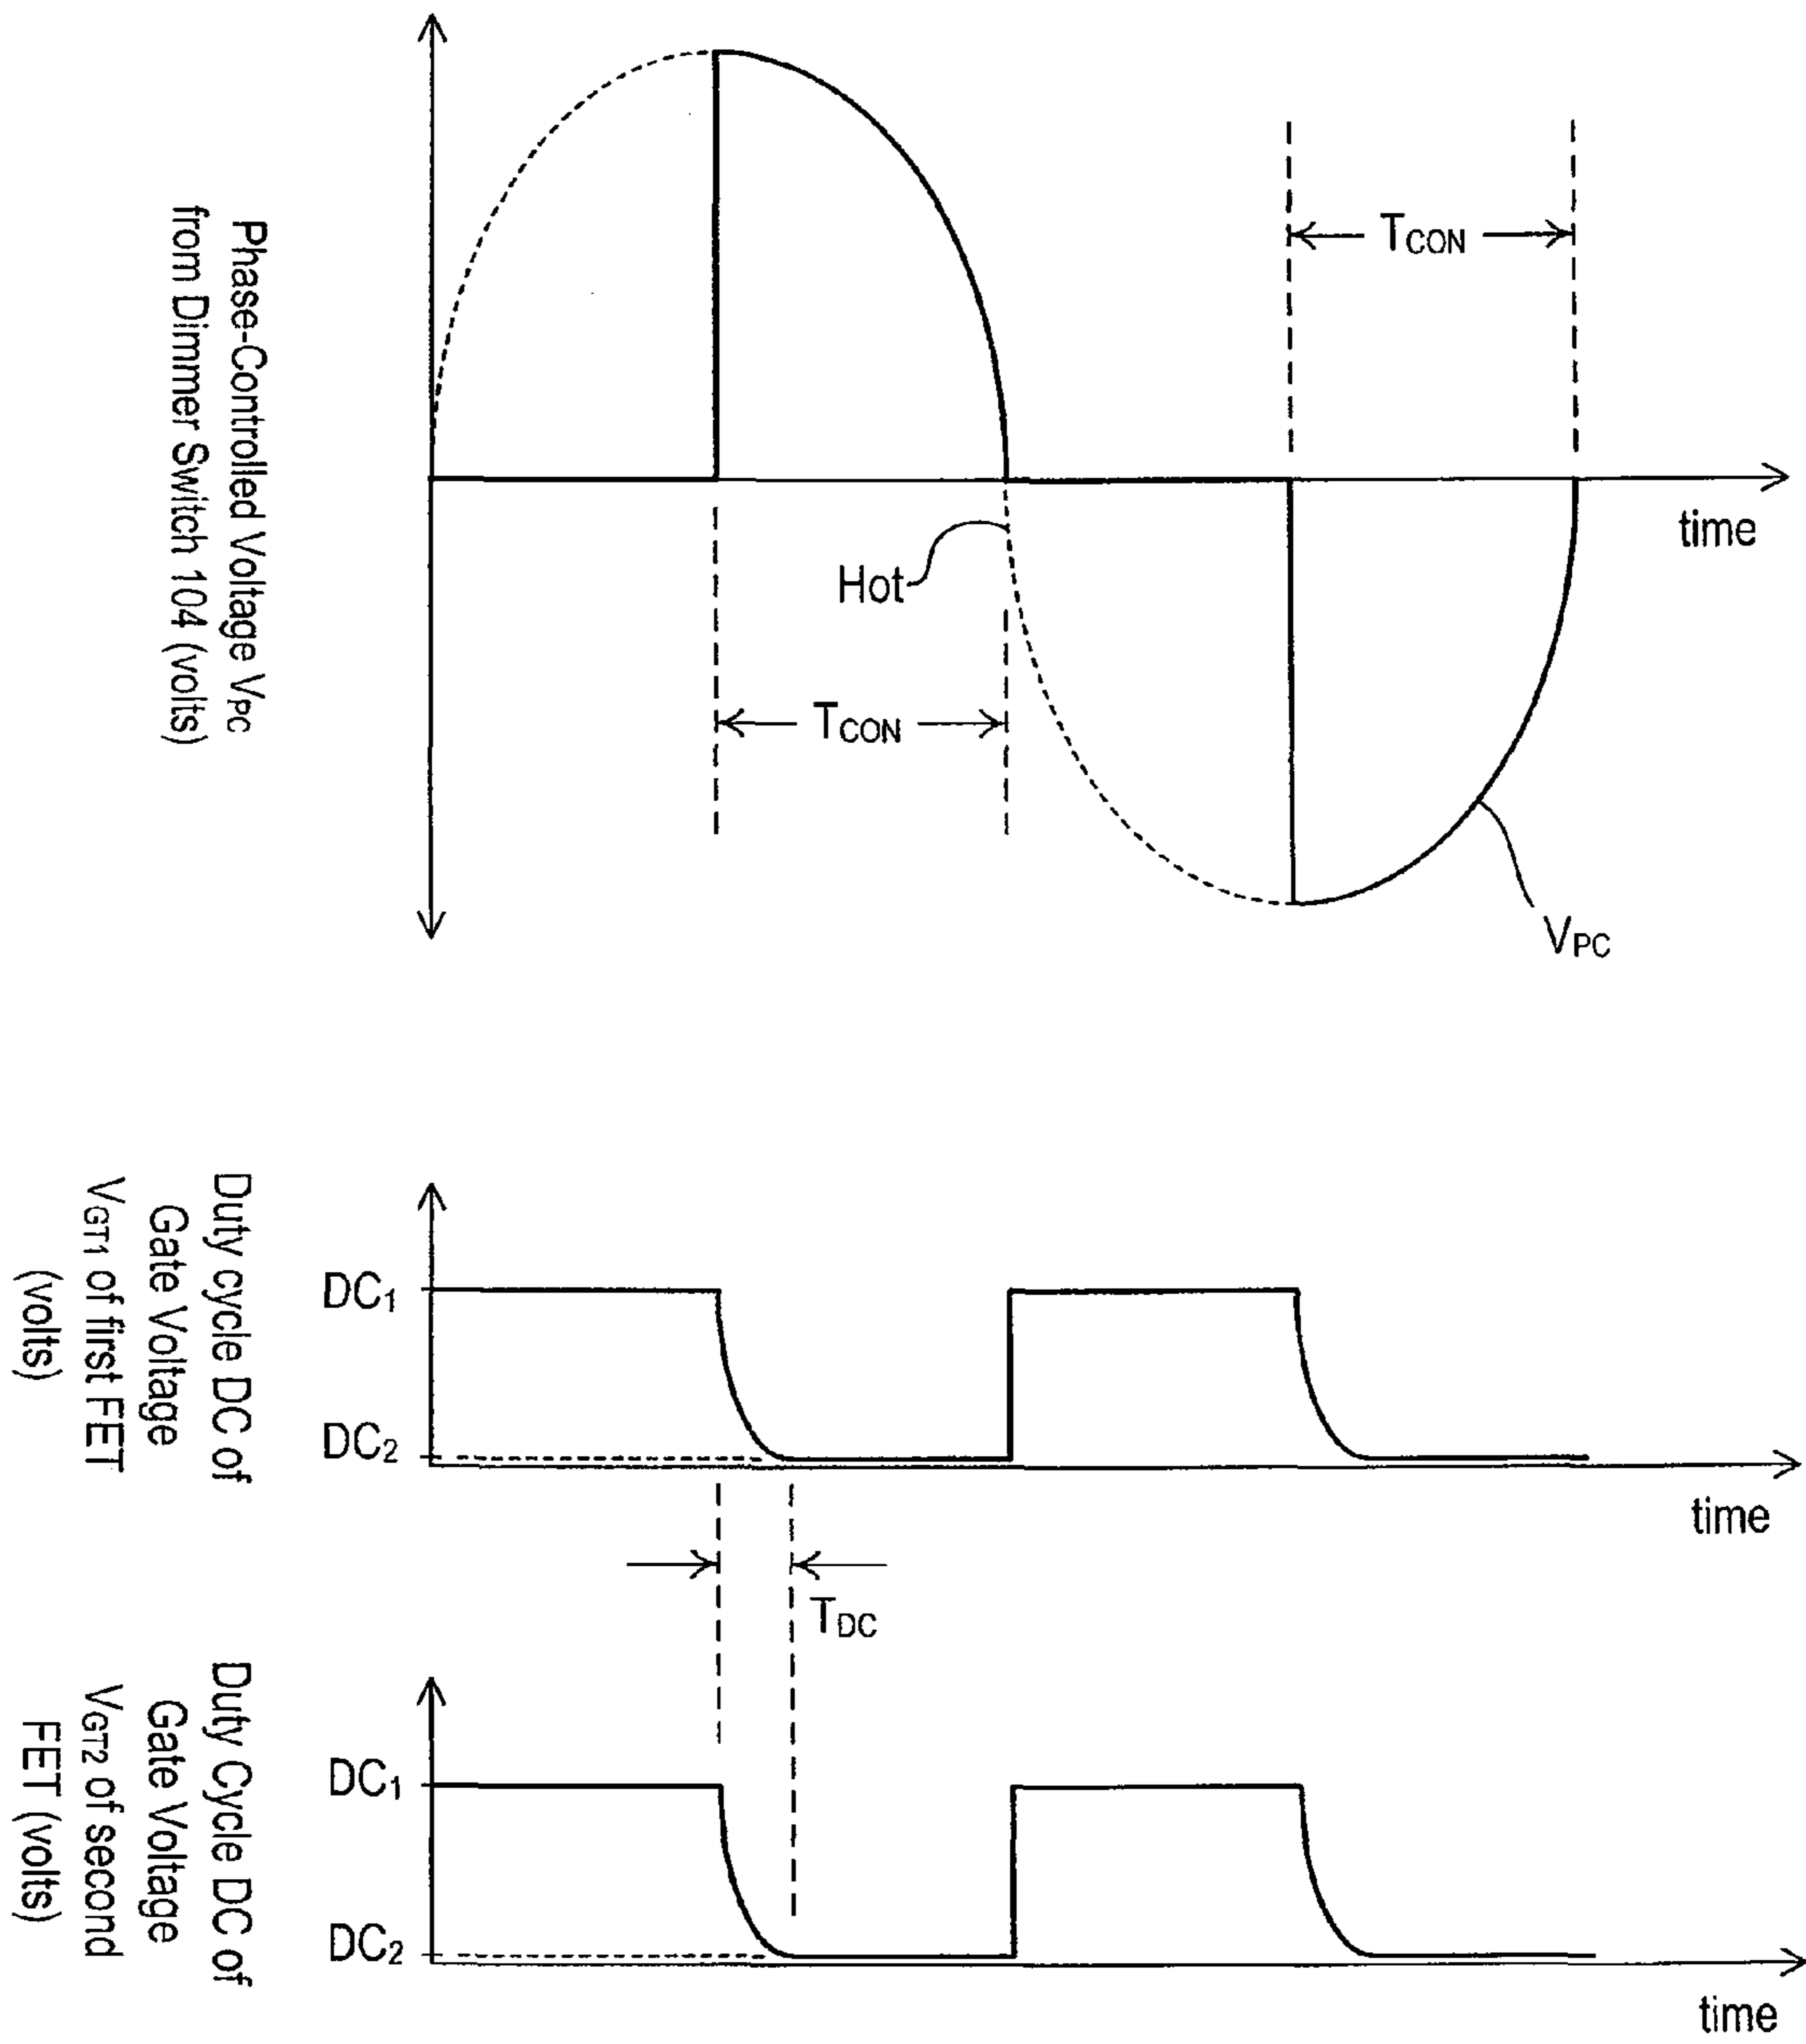 Phase-Controlled Voltage VPC
from Dimmer Switch 104 (volts)
TCON
time
Hot
TCON
VPC
Duty cycle DC of
Gate Voltage
VGT1 of first FET
(volts)
DC1
DC2
time
TDC
Duty Cycle DC of
Gate Voltage
VGT2 of second
FET (volts)
DC1
DC2
time